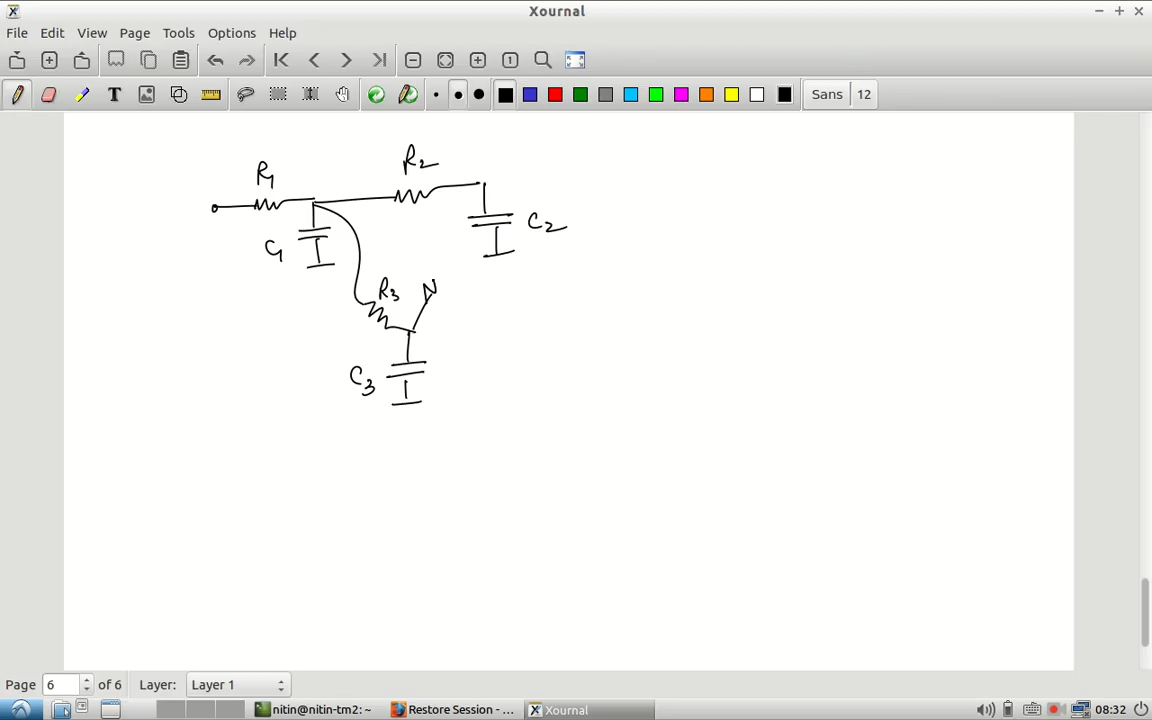 Xournal
File Edit View Page Tools Options Help
Sans 12
R1
R2
C1
C2
R3
N
C3
Page 6 of 6 Layer: Layer 1
nitin@nitin-tm2: ~ Restore Session - ... Xournal 08:32